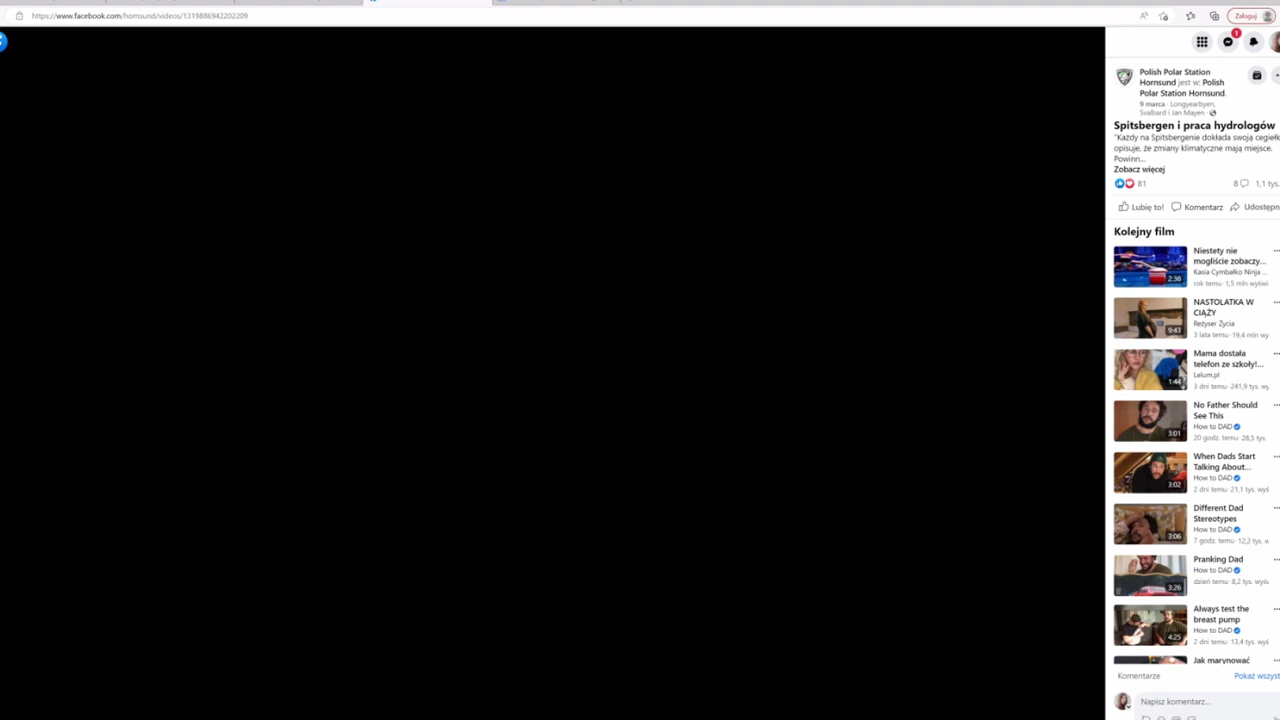 https://www.facebook.com/hornsund/videos/1319886942202209
Zaloguj
1
Polish Polar Station
Hornsund jest w: Polish
Polar Station Hornsund.
9 marca · Longyearbyen,
Svalbard i Jan Mayen ·
Spitsbergen i praca hydrologów
"Każdy na Spitsbergenie dokłada swoją cegiełk
opisuje, że zmiany klimatyczne mają miejsce.
Powinn...
Zobacz więcej
81
8
1,1 tys.
Lubię to! Komentarz Udostępn
Kolejny film
Niestety nie
mogliście zobaczy...
Kasia Cymbałko Ninja ...
rok temu · 1,5 mln wyświ
2:36
NASTOLATKA W
CIĄŻY
Reżyser Życia
3 lata temu · 19,4 mln wy
9:43
Mama dostała
telefon ze szkoły!...
Lelum.pl
3 dni temu · 241,9 tys. wy
1:44
No Father Should
See This
How to DAD
20 godz. temu · 28,5 tys.
3:01
When Dads Start
Talking About...
How to DAD
2 dni temu · 21,1 tys. wyś
3:02
Different Dad
Stereotypes
How to DAD
7 godz. temu · 12,2 tys. w
3:06
Pranking Dad
How to DAD
dzień temu · 8,2 tys. wyś
3:26
Always test the
breast pump
How to DAD
2 dni temu · 13,4 tys. wyś
4:25
Jak marynować
Komentarze Pokaż wszyst
Napisz komentarz...